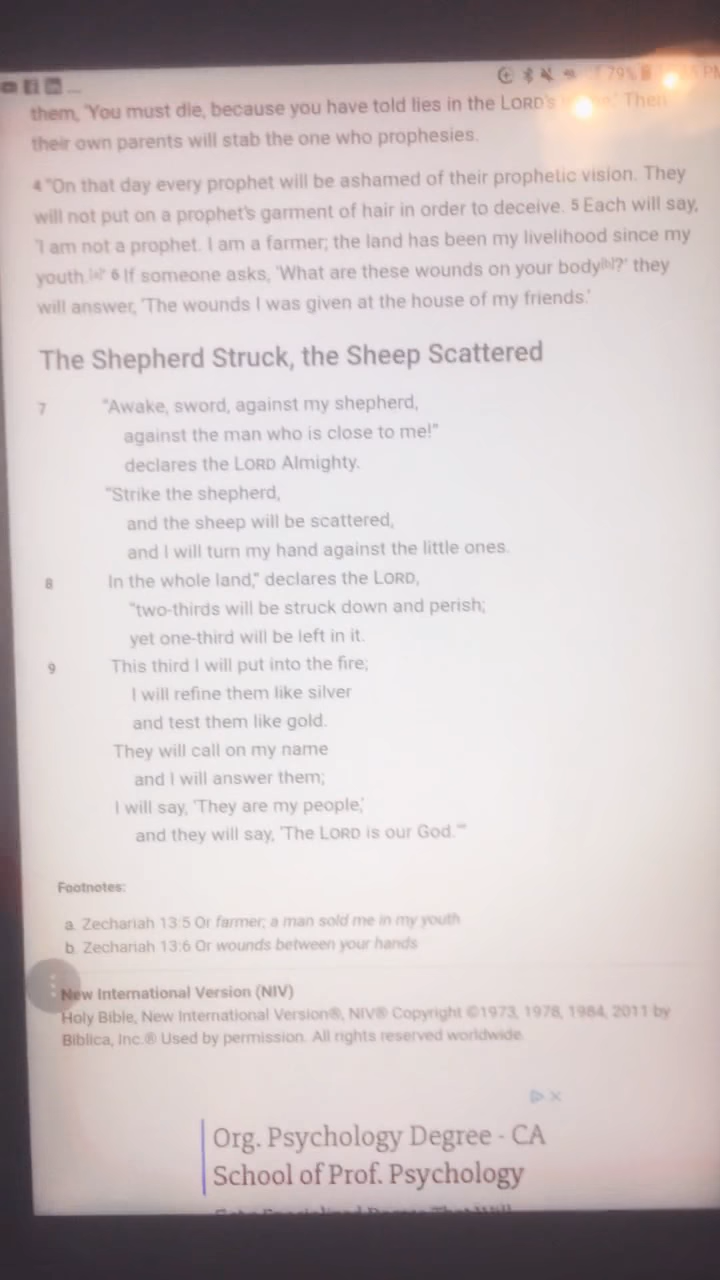 79% PM
them, 'You must die, because you have told lies in the LORD's Then
their own parents will stab the one who prophesies.
4 "On that day every prophet will be ashamed of their prophetic vision. They
will not put on a prophet's garment of hair in order to deceive. 5 Each will say,
'I am not a prophet. I am a farmer; the land has been my livelihood since my
youth.[a]' 6 If someone asks, 'What are these wounds on your body[b]?' they
will answer, 'The wounds I was given at the house of my friends.'
The Shepherd Struck, the Sheep Scattered
7 "Awake, sword, against my shepherd,
against the man who is close to me!"
declares the LORD Almighty.
"Strike the shepherd,
and the sheep will be scattered,
and I will turn my hand against the little ones.
8 In the whole land," declares the LORD,
"two-thirds will be struck down and perish;
yet one-third will be left in it.
9 This third I will put into the fire;
I will refine them like silver
and test them like gold.
They will call on my name
and I will answer them;
I will say, 'They are my people,'
and they will say, 'The LORD is our God.'"
Footnotes:
a. Zechariah 13:5 Or farmer; a man sold me in my youth
b. Zechariah 13:6 Or wounds between your hands
New International Version (NIV)
Holy Bible, New International Version®, NIV® Copyright ©1973, 1978, 1984, 2011 by
Biblica, Inc.® Used by permission. All rights reserved worldwide.
Org. Psychology Degree - CA
School of Prof. Psychology